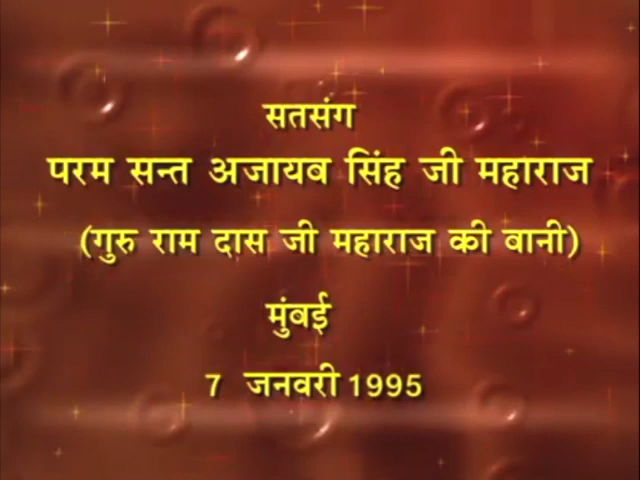 सतसंग
परम सन्त अजायब सिंह जी महाराज
(गुरु राम दास जी महाराज की बानी)
मुंबई
7 जनवरी 1995